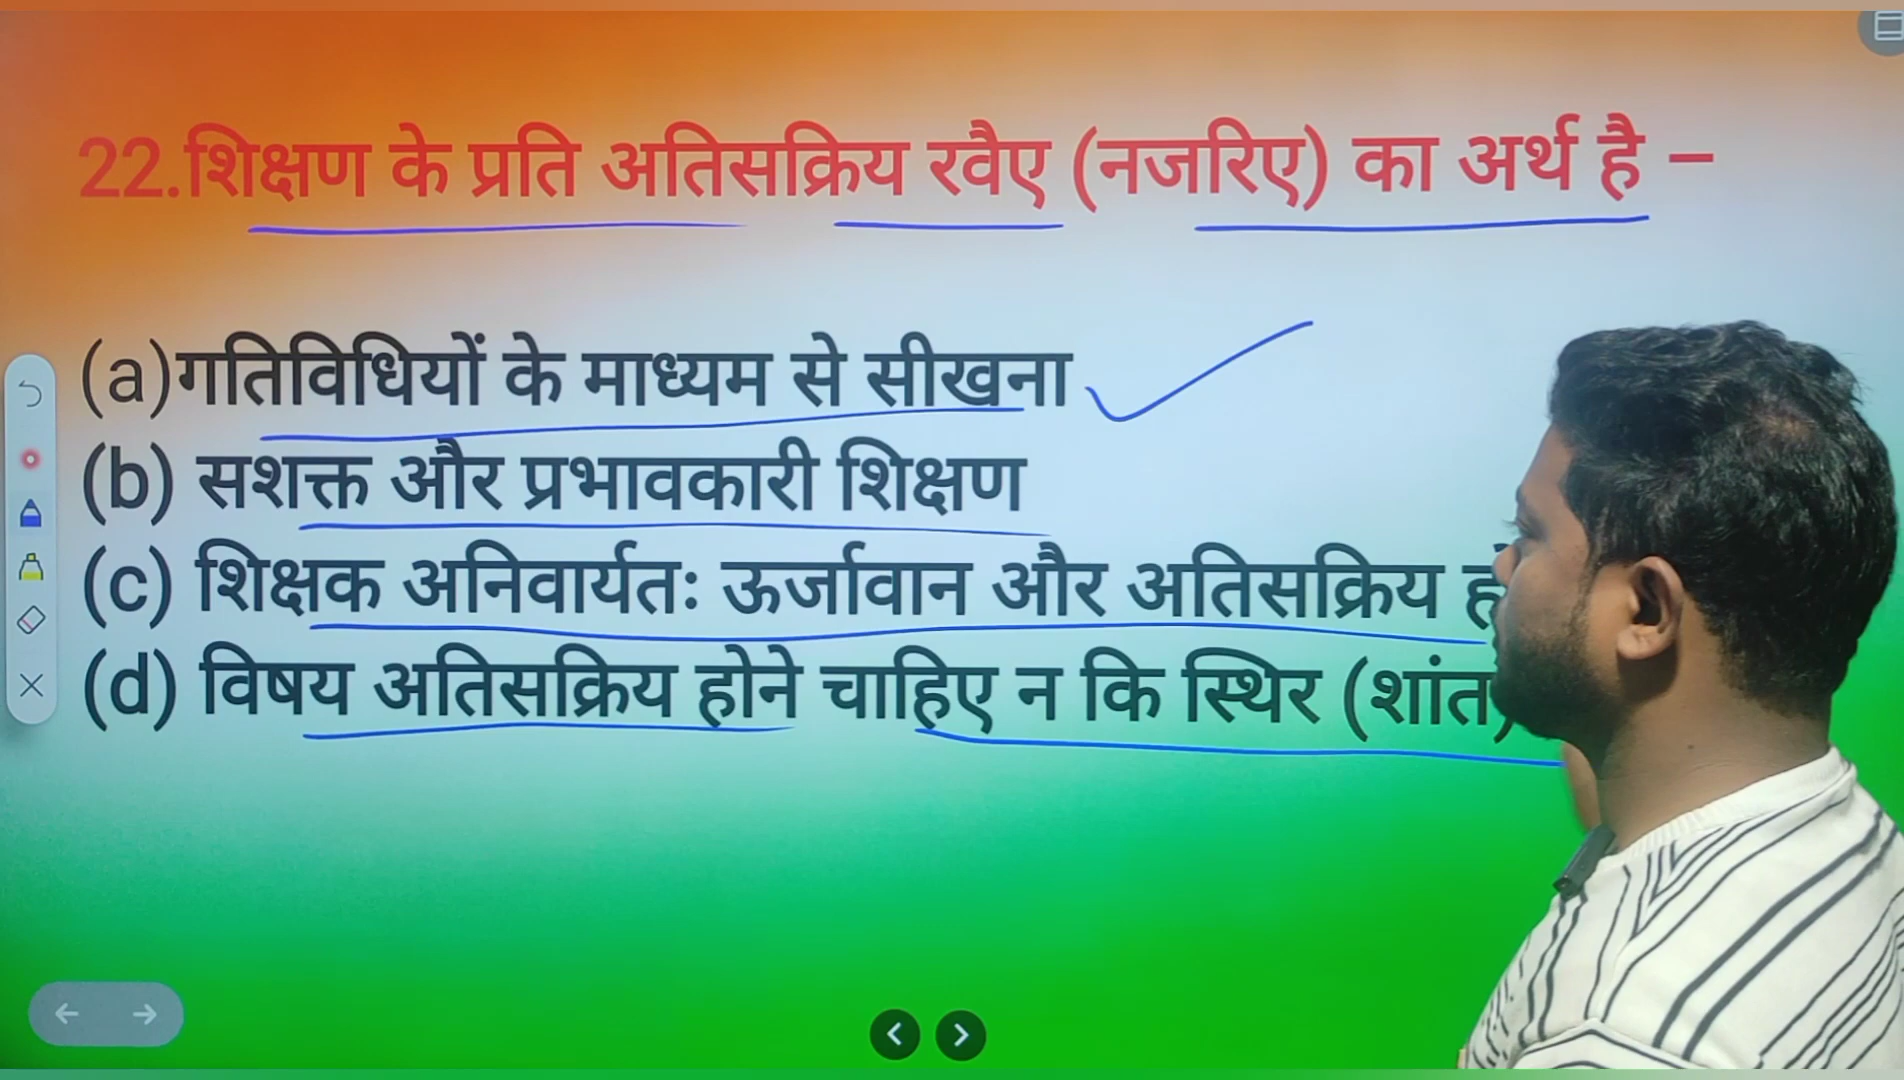 22.शिक्षण के प्रति अतिसक्रिय रवैए (नजरिए) का अर्थ है –
(a)गतिविधियों के माध्यम से सीखना
(b) सशक्त और प्रभावकारी शिक्षण
(c) शिक्षक अनिवार्यतः ऊर्जावान और अतिसक्रिय
(d) विषय अतिसक्रिय होने चाहिए न कि स्थिर (शांत)